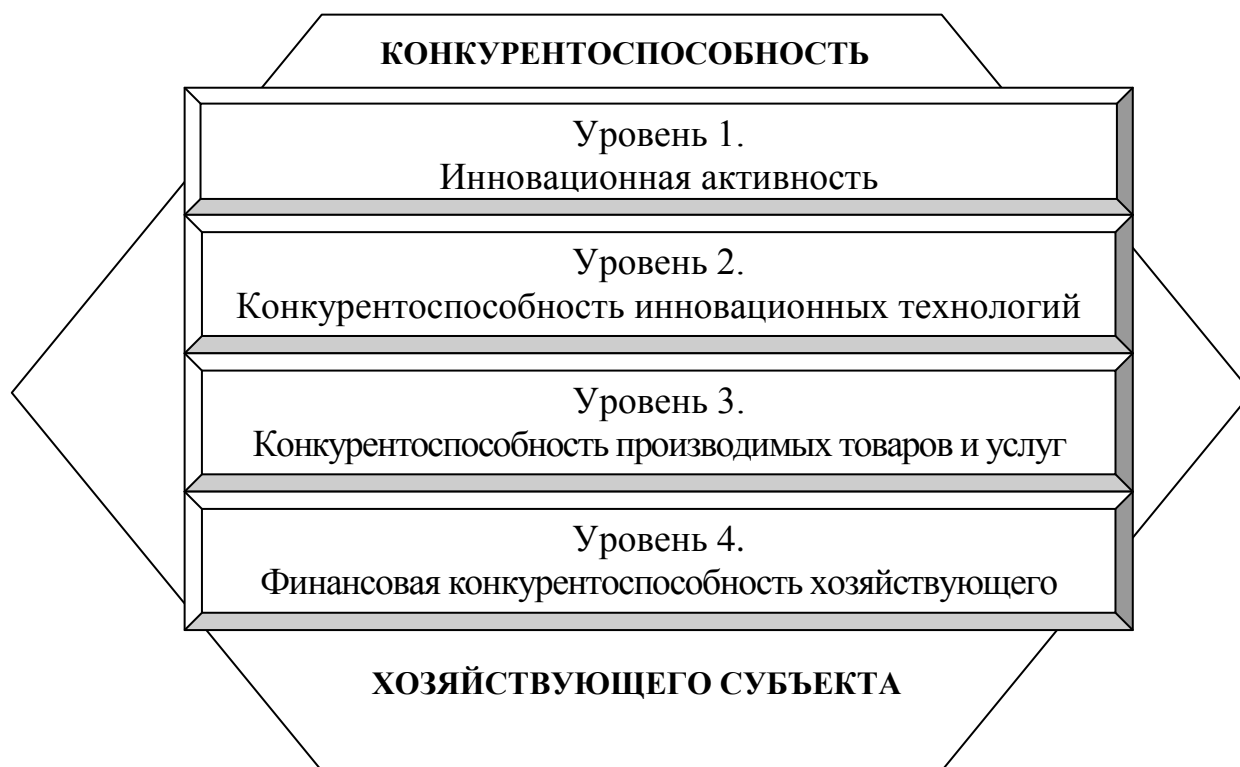 КОНКУРЕНТОСПОСОБНОСТЬ
Уровень 1.
Инновационная активность
Уровень 2.
Конкурентоспособность инновационных технологий
Уровень 3.
Конкурентоспособность производимых товаров и услуг
Уровень 4.
Финансовая конкурентоспособность хозяйствующего
ХОЗЯЙСТВУЮЩЕГО СУБЪЕКТА